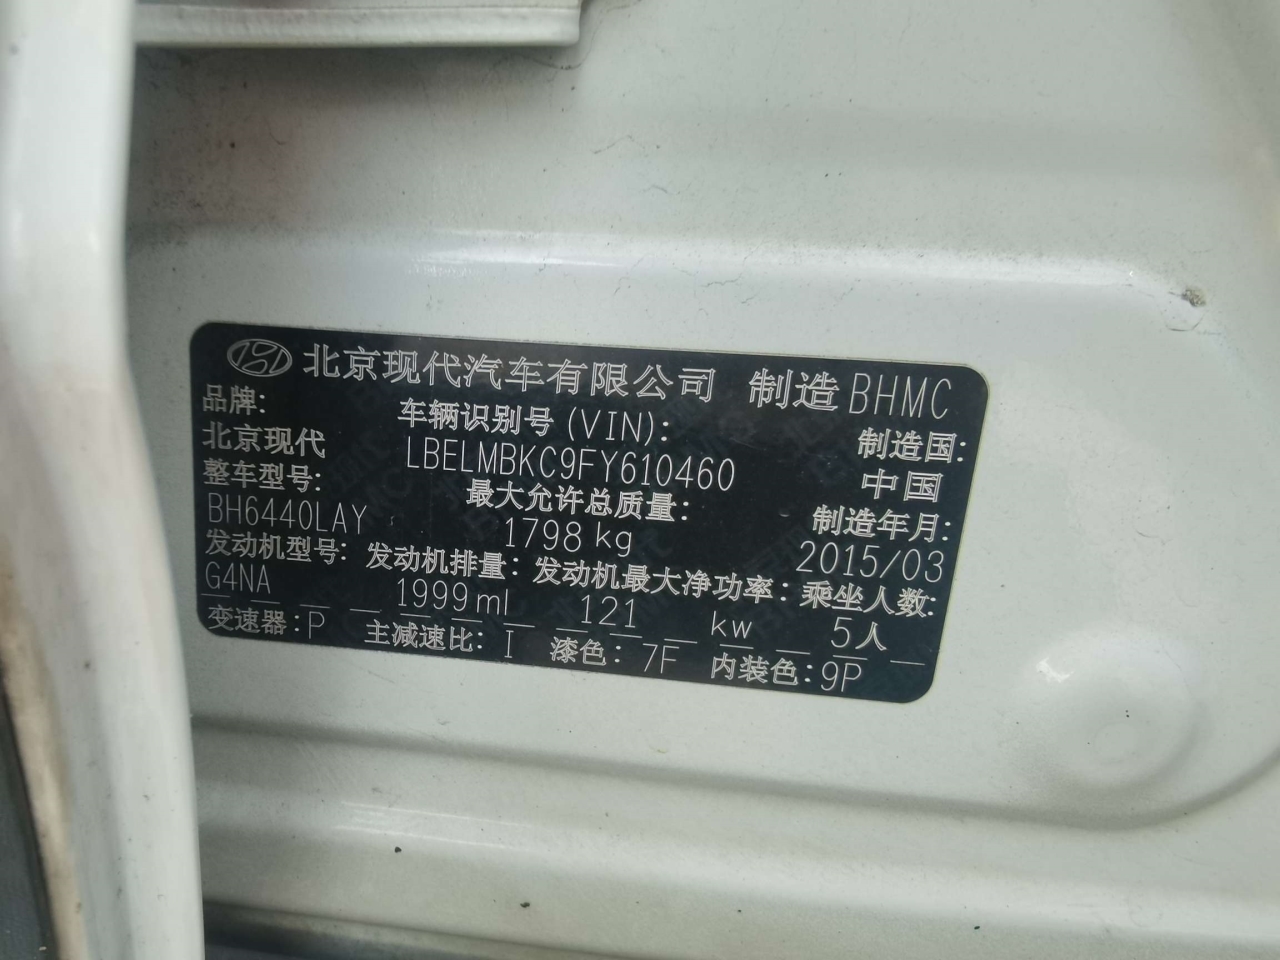 北京现代汽车有限公司 制造 BHMC
品牌: 车辆识别号(VIN): 制造国:
北京现代 LBELMBKC9FY610460 中国
整车型号: 最大允许总质量: 制造年月:
BH6440LAY 1798 kg 2015/03
发动机型号: 发动机排量: 发动机最大净功率: 乘坐人数:
G4NA 1999 ml 121 kw 5人
变速器: P 主减速比: I 漆色: 7F 内装色: 9P